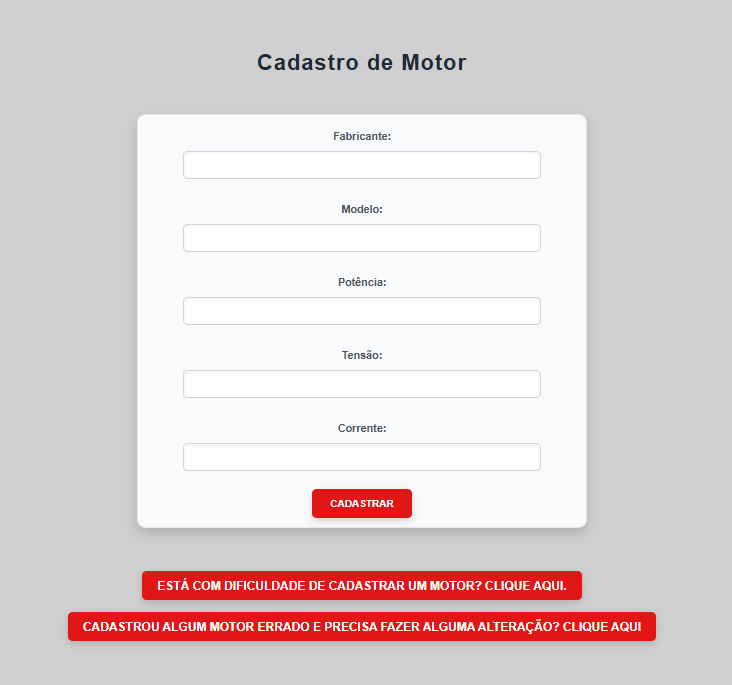 Cadastro de Motor
Fabricante:
Modelo:
Potência:
Tensão:
Corrente:
CADASTRAR
ESTÁ COM DIFICULDADE DE CADASTRAR UM MOTOR? CLIQUE AQUI.
CADASTROU ALGUM MOTOR ERRADO E PRECISA FAZER ALGUMA ALTERAÇÃO? CLIQUE AQUI